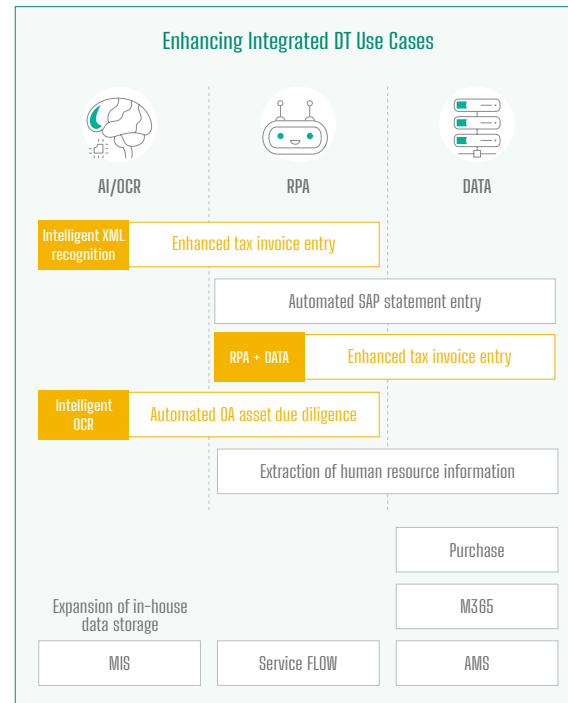 Enhancing Integrated DT Use Cases
AI/OCR
RPA
DATA
Intelligent XML
recognition
Enhanced tax invoice entry
Automated SAP statement entry
RPA + DATA
Enhanced tax invoice entry
Intelligent
OCR
Automated OA asset due diligence
Extraction of human resource information
Purchase
Expansion of in-house
data storage
M365
MIS
Service FLOW
AMS